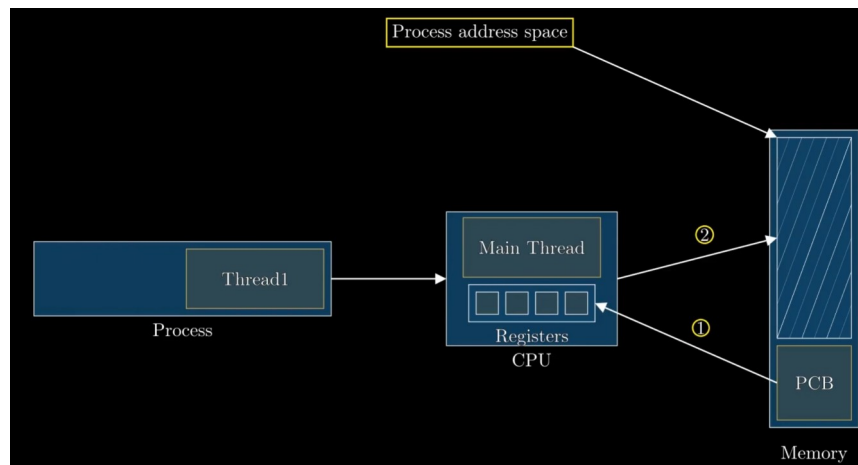 Process address space
Main Thread
②
Thread1
①
Process
Registers
CPU
PCB
Memory